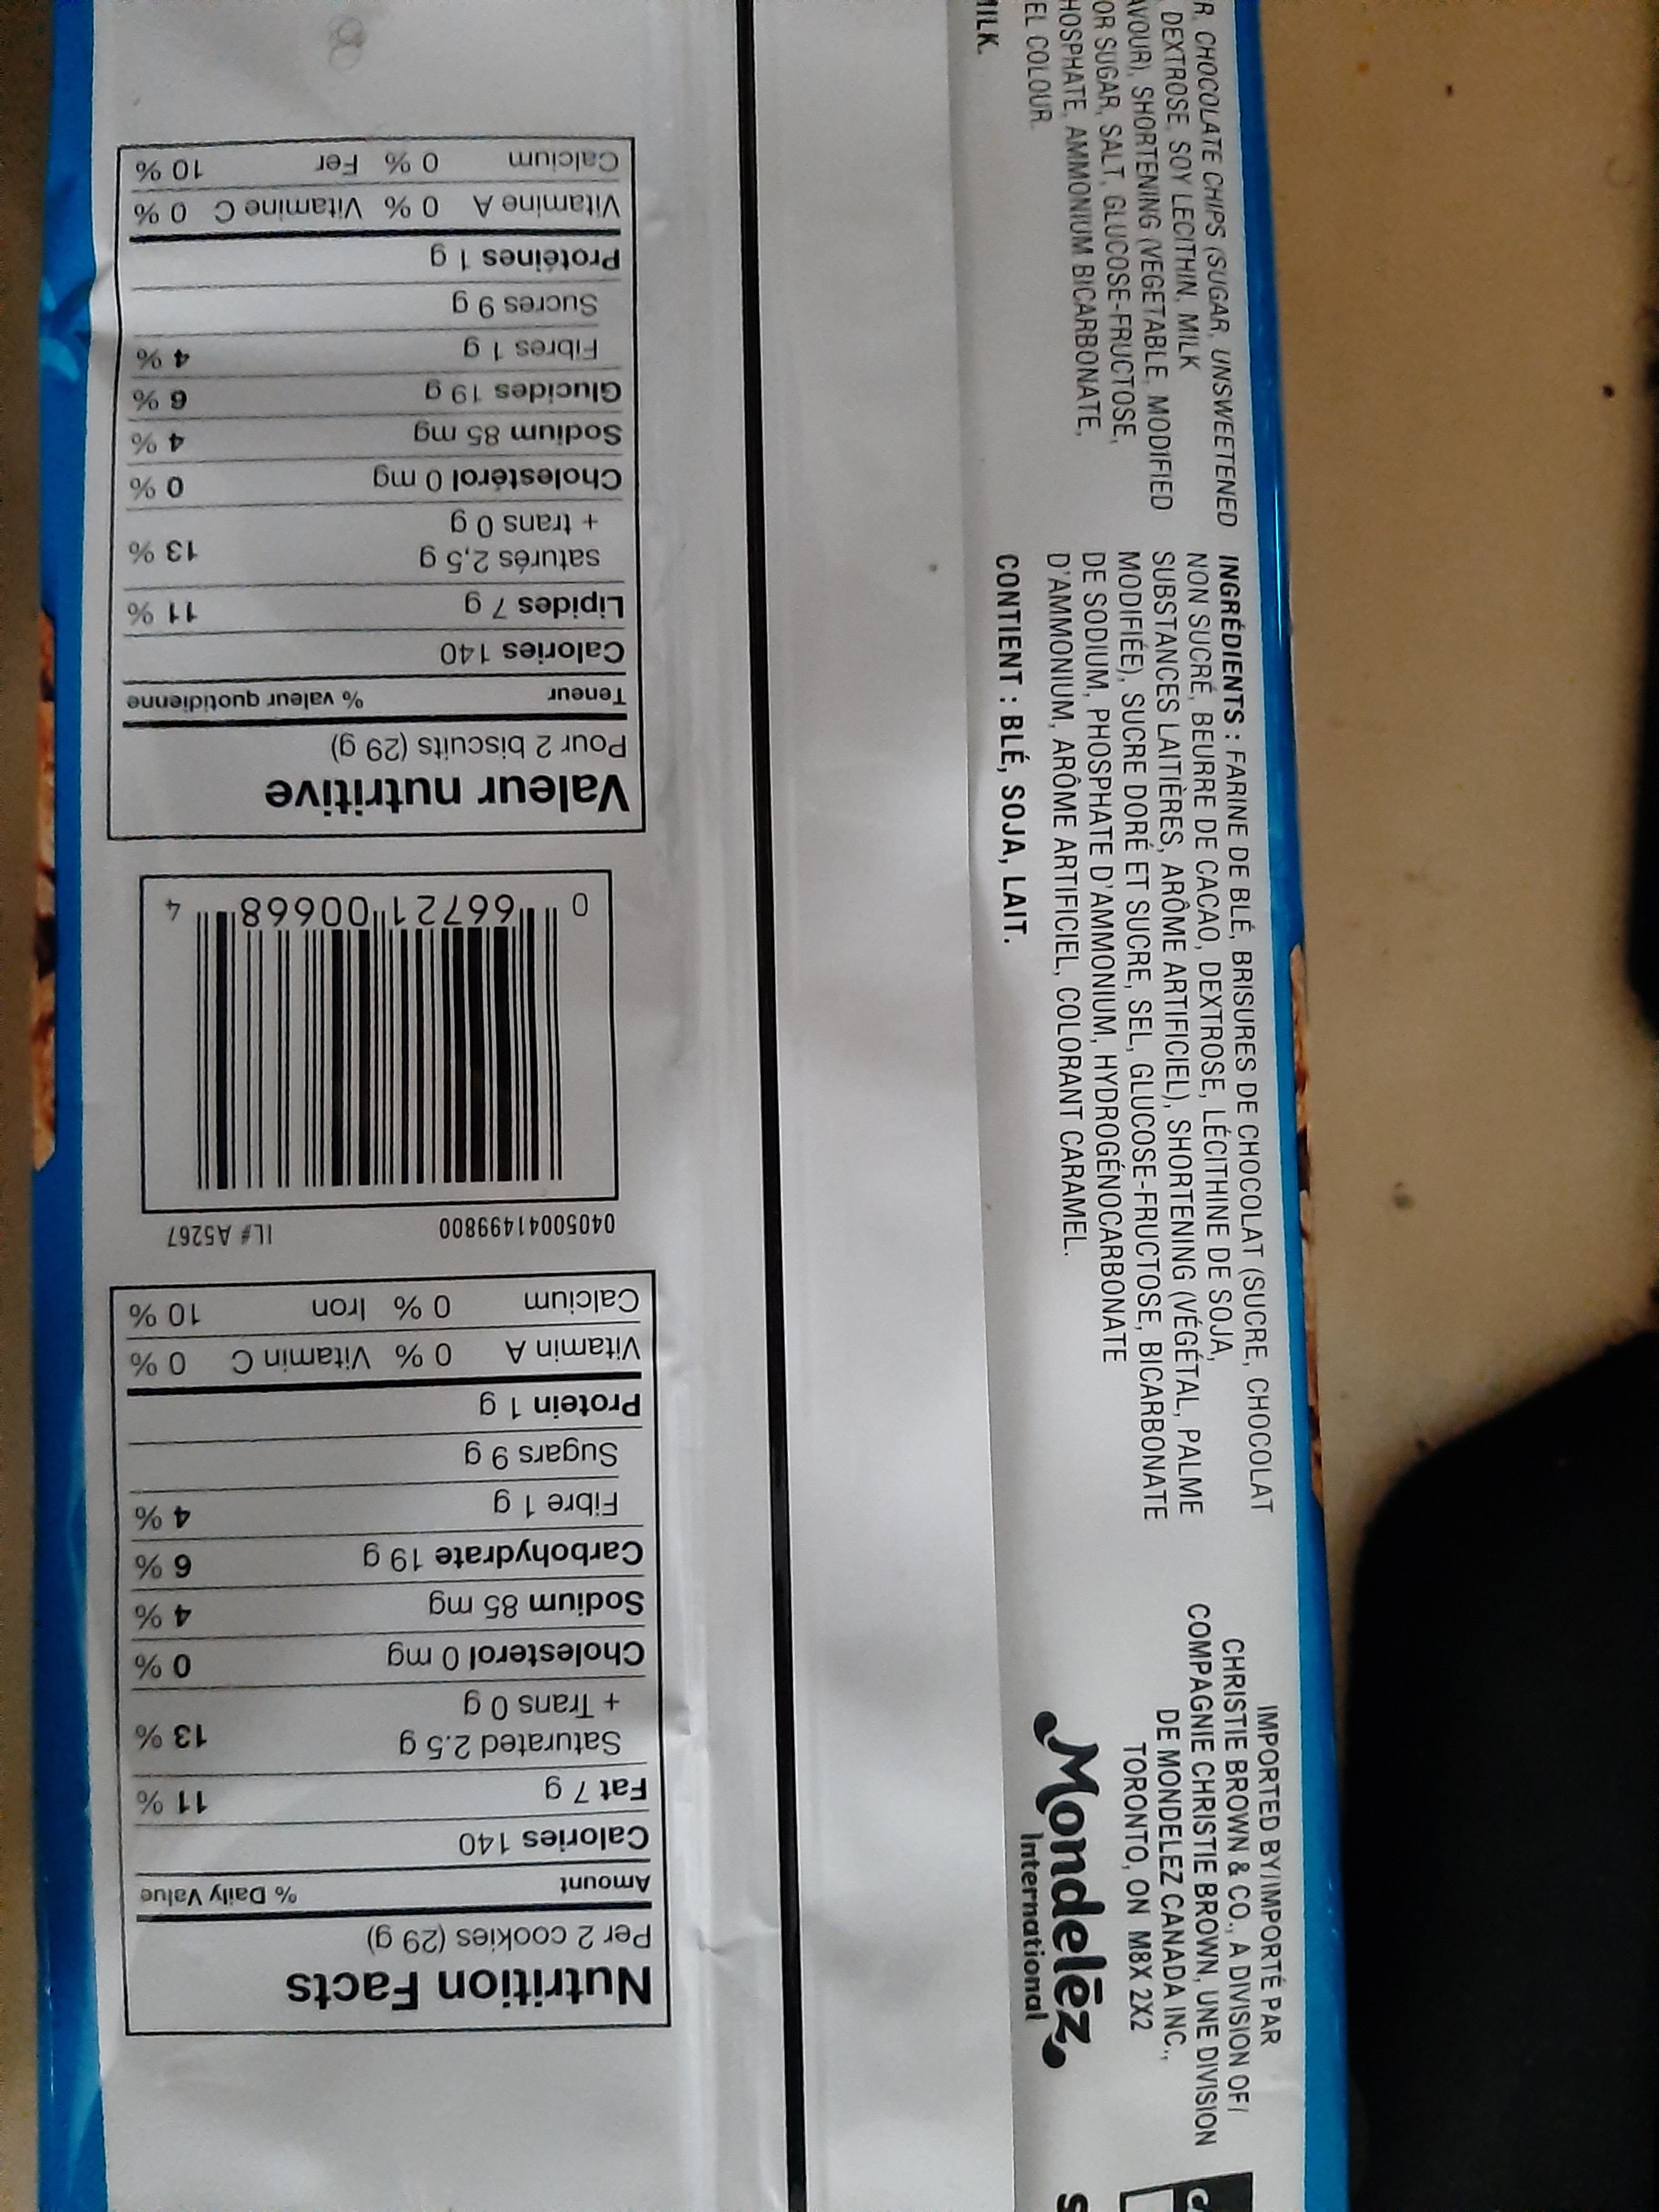 Nutrition Facts
Per 2 cookies (29 g)
Amount % Daily Value
Calories 140
Fat 7 g 11 %
Saturated 2.5 g
+ Trans 0 g 13 %
Cholesterol 0 mg 0 %
Sodium 85 mg 4 %
Carbohydrate 19 g 6 %
Fibre 1 g 4 %
Sugars 9 g
Protein 1 g
Vitamin A 0 % Vitamin C 0 %
Calcium 0 % Iron 10 %
04050041499800 IL# A5267
0 66721 00668 4
Valeur nutritive
Pour 2 biscuits (29 g)
Teneur % valeur quotidienne
Calories 140
Lipides 7 g 11 %
saturés 2,5 g
+ trans 0 g 13 %
Cholestérol 0 mg 0 %
Sodium 85 mg 4 %
Glucides 19 g 6 %
Fibres 1 g 4 %
Sucres 9 g
Protéines 1 g
Vitamine A 0 % Vitamine C 0 %
Calcium 0 % Fer 10 %
R, CHOCOLATE CHIPS (SUGAR, UNSWEETENED
, DEXTROSE, SOY LECITHIN, MILK
AVOUR), SHORTENING (VEGETABLE, MODIFIED
OR SUGAR, SALT, GLUCOSE-FRUCTOSE,
HOSPHATE, AMMONIUM BICARBONATE,
EL COLOUR.
MILK.
INGRÉDIENTS : FARINE DE BLÉ, BRISURES DE CHOCOLAT (SUCRE, CHOCOLAT
NON SUCRÉ, BEURRE DE CACAO, DEXTROSE, LÉCITHINE DE SOJA,
SUBSTANCES LAITIÈRES, ARÔME ARTIFICIEL), SHORTENING (VÉGÉTAL, PALME
MODIFIÉE), SUCRE DORÉ ET SUCRE, SEL, GLUCOSE-FRUCTOSE, BICARBONATE
DE SODIUM, PHOSPHATE D'AMMONIUM, HYDROGÉNOCARBONATE
D'AMMONIUM, ARÔME ARTIFICIEL, COLORANT CARAMEL.
CONTIENT : BLÉ, SOJA, LAIT.
IMPORTED BY/IMPORTÉ PAR
CHRISTIE BROWN & CO., A DIVISION OF/
COMPAGNIE CHRISTIE BROWN, UNE DIVISION
DE MONDELEZ CANADA INC.,
TORONTO, ON M8X 2X2
Mondelēz
International